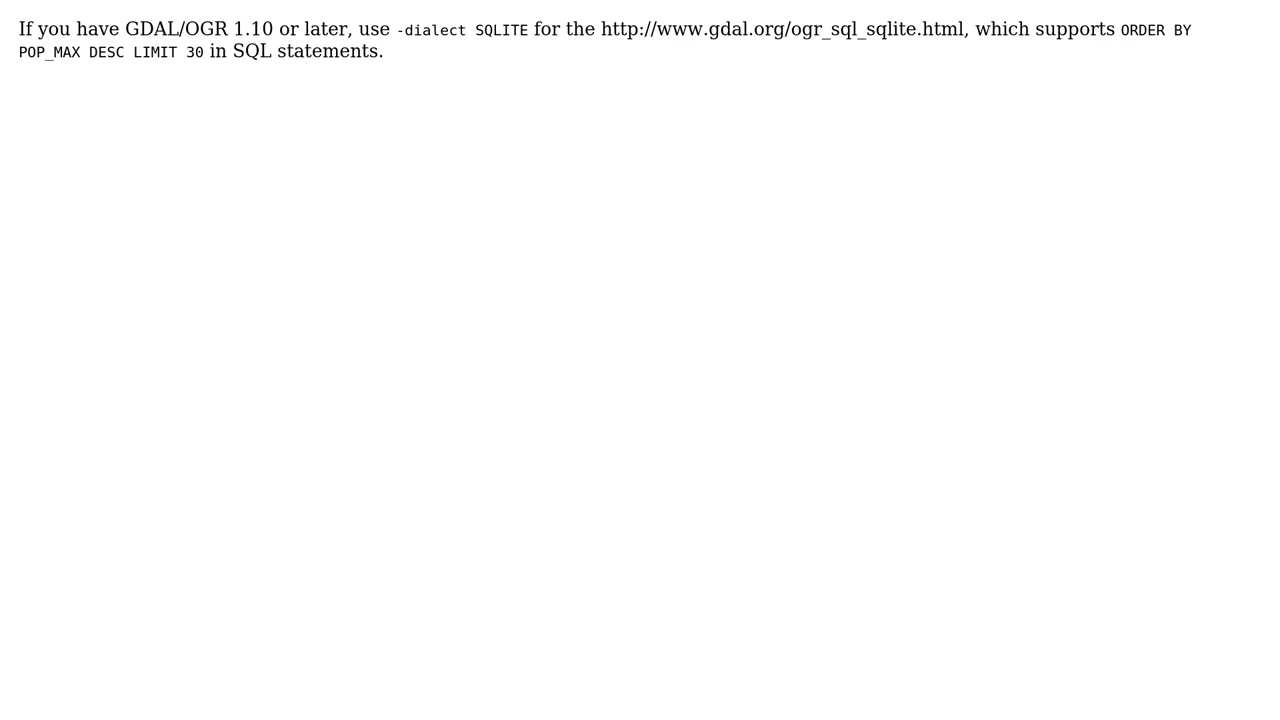 If you have GDAL/OGR 1.10 or later, use -dialect SQLITE for the http://www.gdal.org/ogr_sql_sqlite.html, which supports ORDER BY
POP_MAX DESC LIMIT 30 in SQL statements.